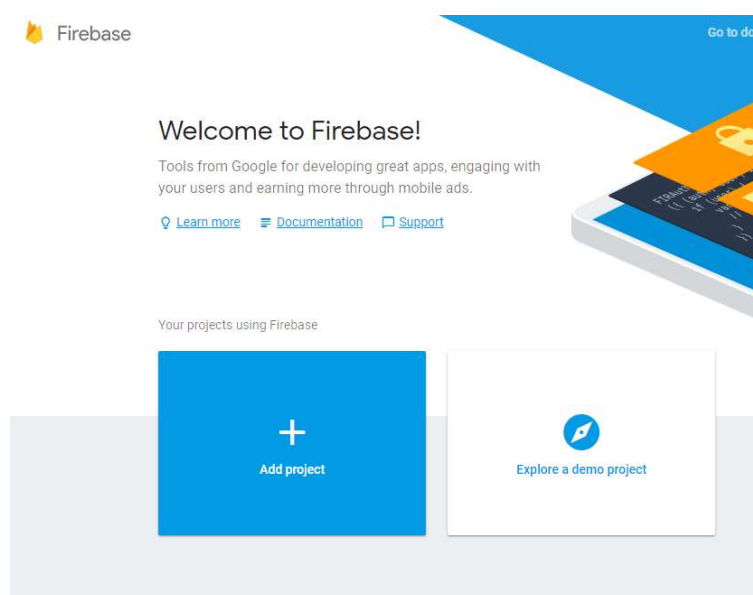 Firebase
Go to do
Welcome to Firebase!
Tools from Google for developing great apps, engaging with
your users and earning more through mobile ads.
Learn more Documentation Support
Your projects using Firebase
Add project
Explore a demo project